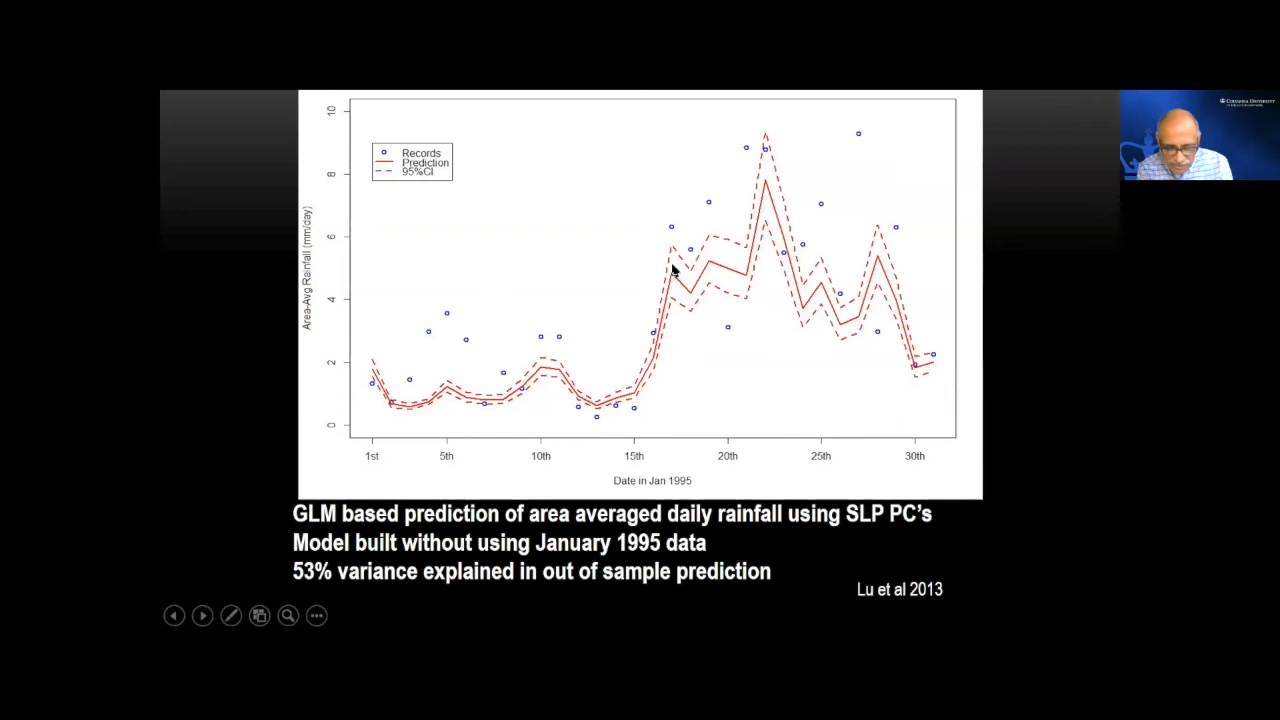 10
8
6
4
2
0
Area-Avg Rainfall (mm/day)
Records
Prediction
95%CI
1st 5th 10th 15th 20th 25th 30th
Date in Jan 1995
GLM based prediction of area averaged daily rainfall using SLP PC's
Model built without using January 1995 data
53% variance explained in out of sample prediction
Lu et al 2013
COLUMBIA UNIVERSITY